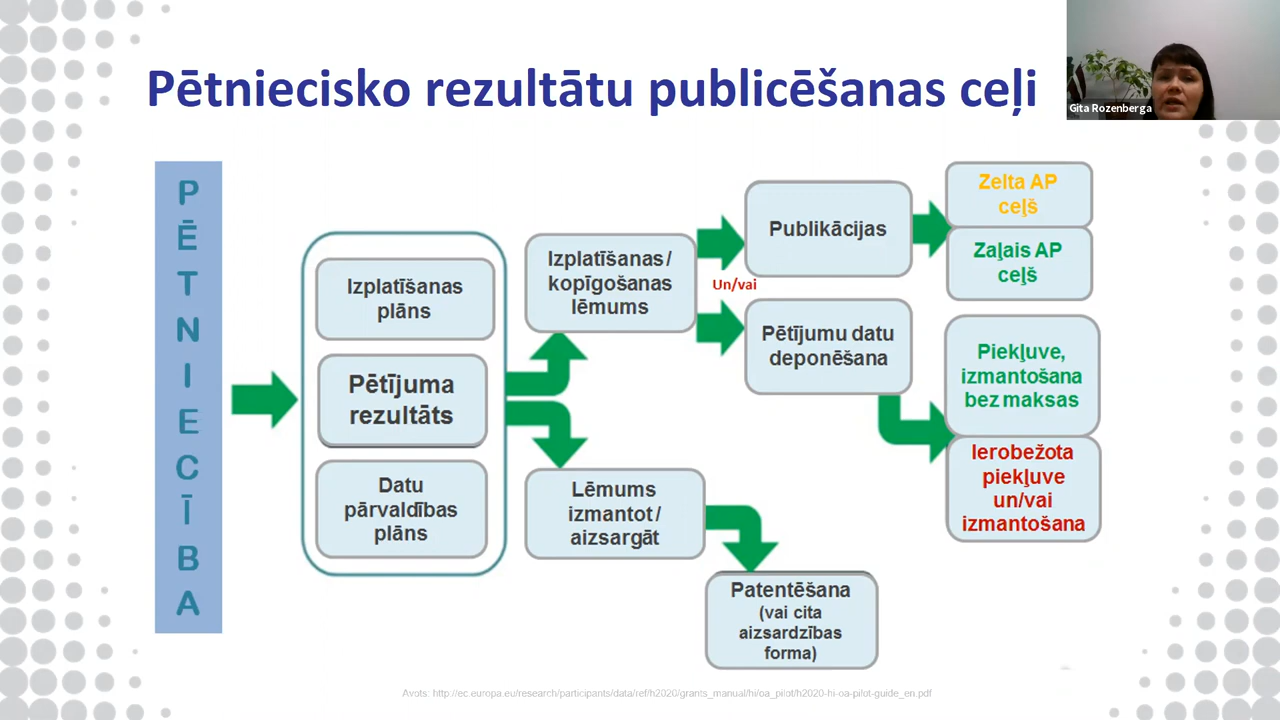 Pētniecisko rezultātu publicēšanas ceļi
Gita Rozenberga
P
Ē
T
N
I
E
C
Ī
B
A
Izplatīšanas
plāns
Pētījuma
rezultāts
Datu
pārvaldības
plāns
Izplatīšanas/
kopīgošanas
lēmums
Lēmums
izmantot/
aizsargāt
Un/vai
Publikācijas
Pētījumu datu
deponēšana
Patentēšana
(vai cita
aizsardzības
forma)
Zelta AP
ceļš
Zaļais AP
ceļš
Piekļuve,
izmantošana
bez maksas
Ierobežota
piekļuve
un/vai
izmantošana
Avots: http://ec.europa.eu/research/participants/data/ref/h2020/grants_manual/hi/oa_pilot/h2020-hi-oa-pilot-guide_en.pdf